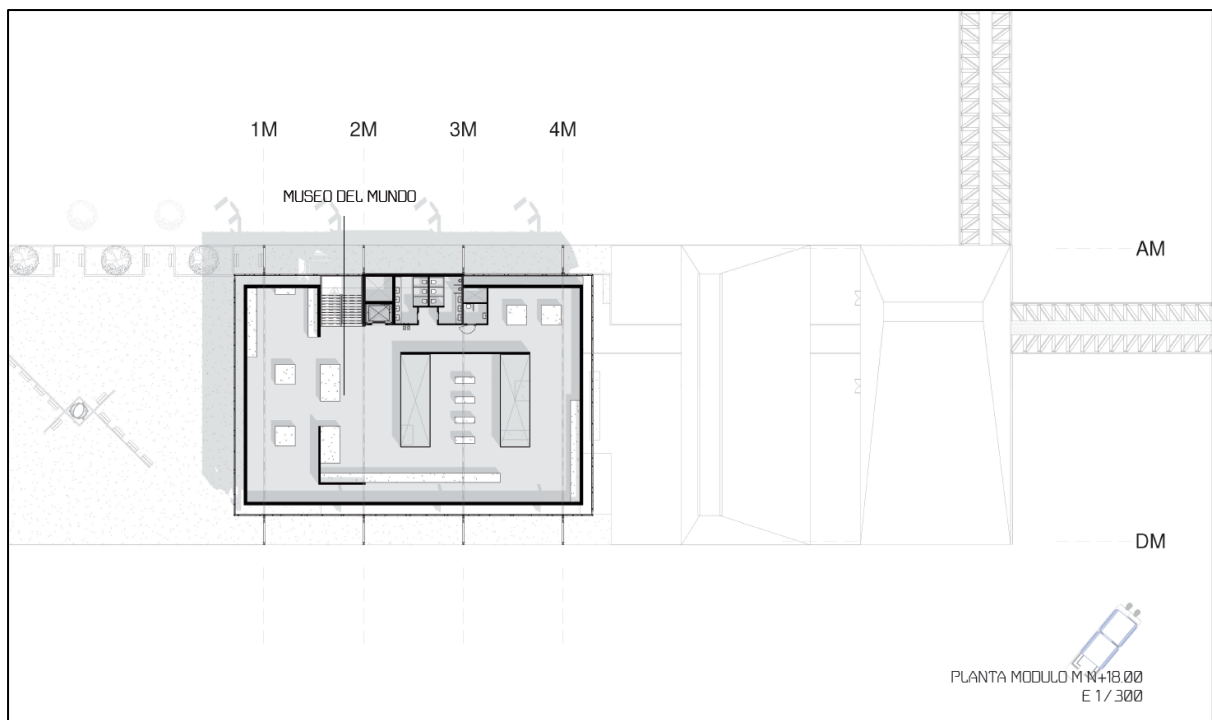 1M 2M 3M 4M
MUSEO DEL MUNDO
AM
DM
PLANTA MODULO M N+18.00
E 1/300